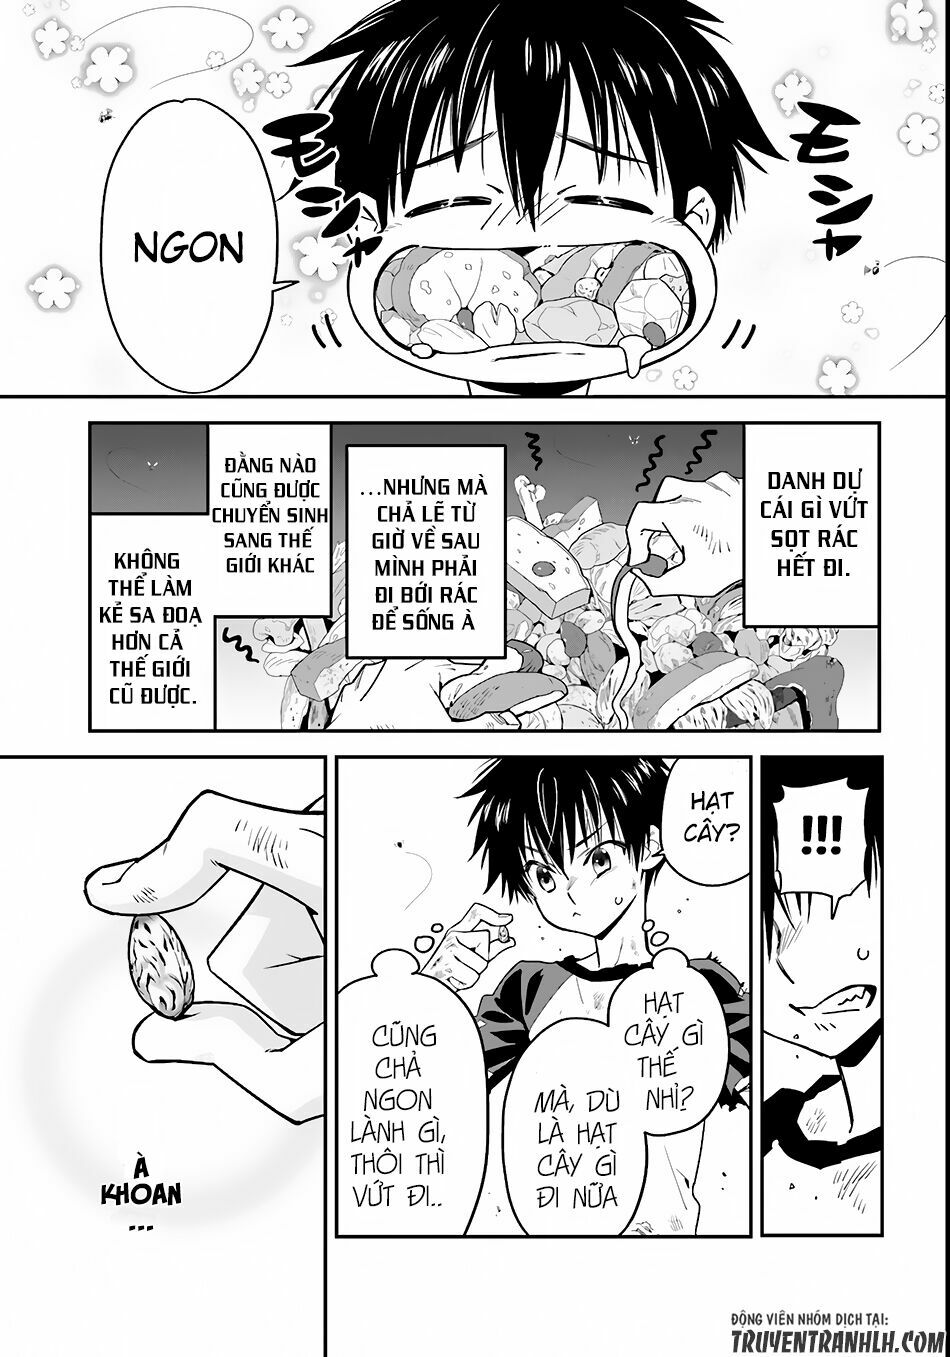 NGON
モシャ
モシャ
DANH DỰ
CÁI GÌ VỨT
SỌT RÁC
HẾT ĐI.
...NHƯNG MÀ
CHẢ LẼ TỪ
GIỜ VỀ SAU
MÌNH PHẢI
ĐI BỚI RÁC
ĐỂ SỐNG À
ĐẰNG NÀO
CŨNG ĐƯỢC
CHUYỂN SINH
SANG THẾ
GIỚI KHÁC
KHÔNG
THỂ LÀM
KẺ SA ĐOẠ
HƠN CẢ
THẾ GIỚI
CŨ ĐƯỢC.
!!!
HẠT
CÂY?
HẠT
CÂY GÌ
THẾ
NHỈ?
MÀ, DÙ
LÀ HẠT
CÂY GÌ
ĐI NỮA
CŨNG
CHẢ
NGON
LÀNH GÌ,
THÔI THÌ
VỨT ĐI..
À
KHOAN
...
ĐỘNG VIÊN NHÓM DỊCH TẠI:
TRUYENTRANHLH.COM